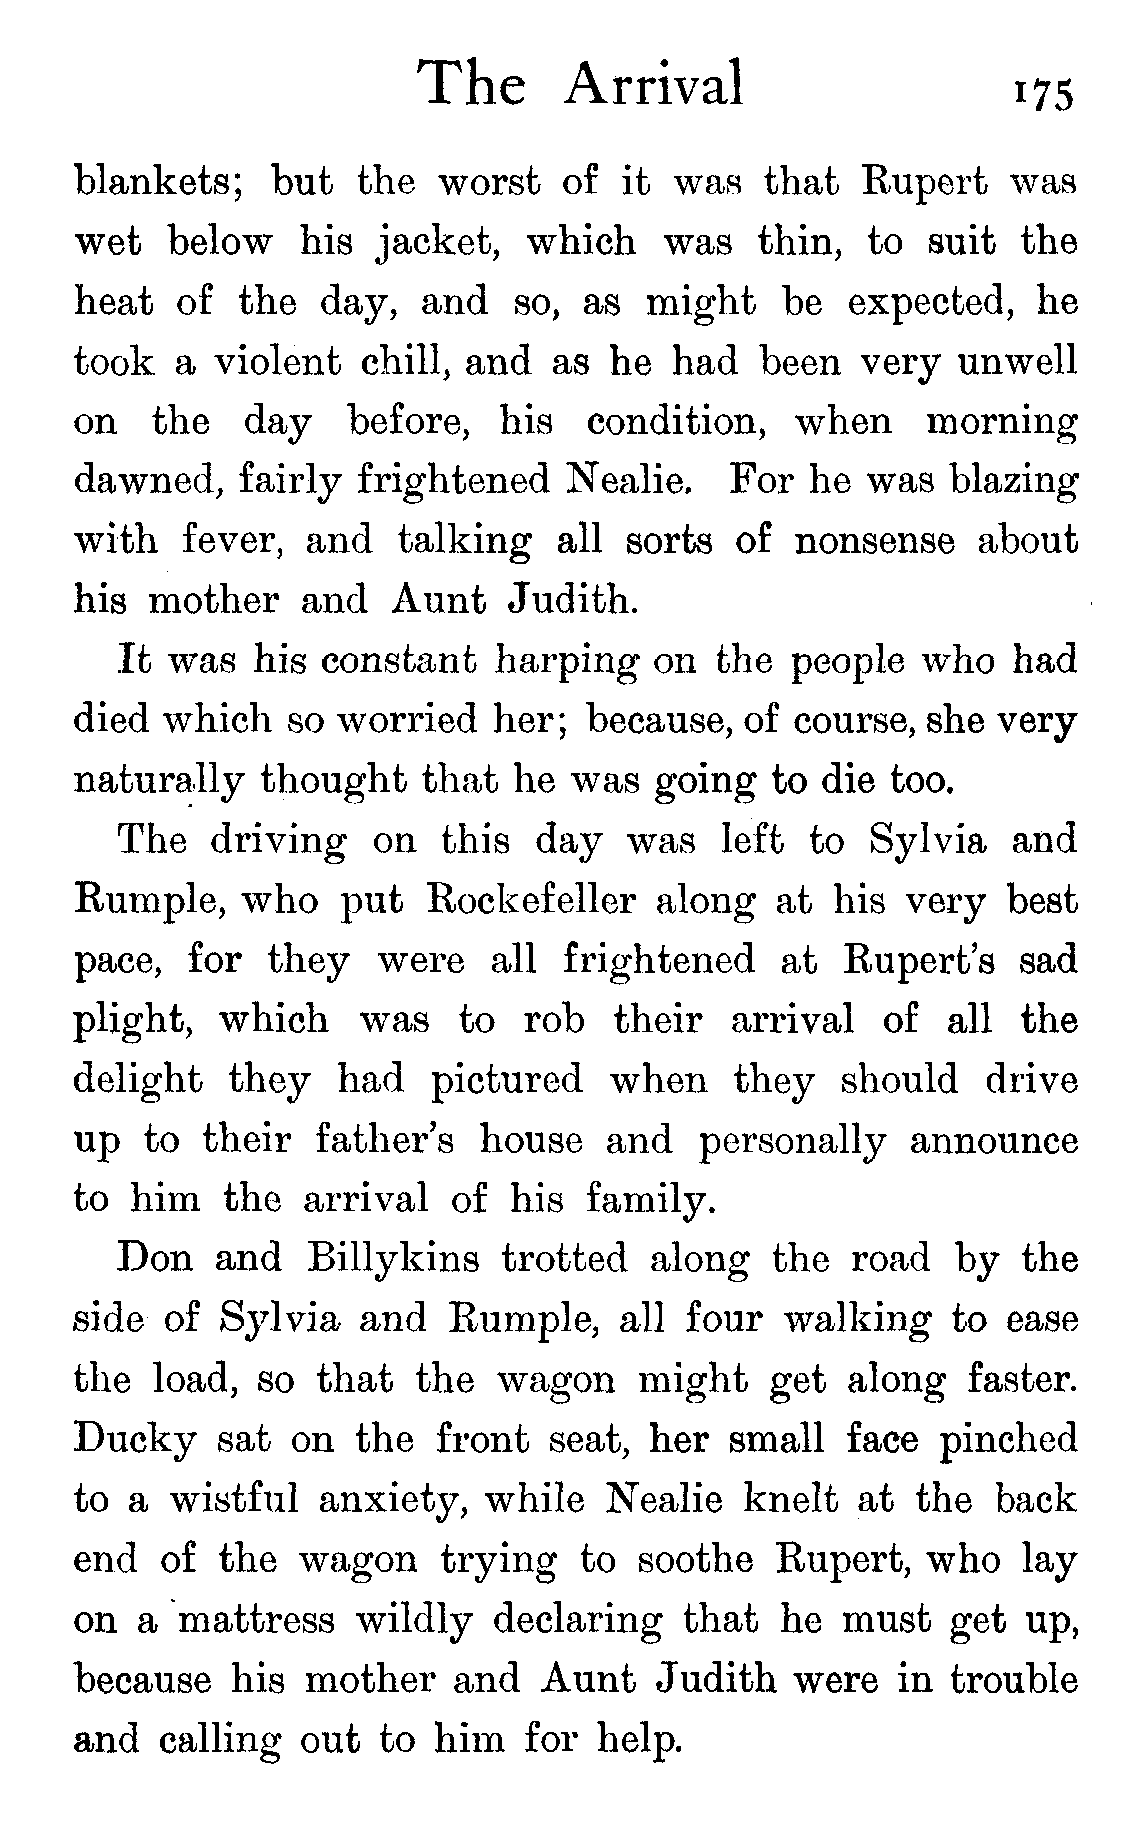 The Arrival 175
blankets; but the worst of it was that Rupert was
wet below his jacket, which was thin, to suit the
heat of the day, and so, as might be expected, he
took a violent chill, and as he had been very unwell
on the day before, his condition, when morning
dawned, fairly frightened Nealie. For he was blazing
with fever, and talking all sorts of nonsense about
his mother and Aunt Judith.
It was his constant harping on the people who had
died which so worried her; because, of course, she very
naturally thought that he was going to die too.
The driving on this day was left to Sylvia and
Rumple, who put Rockefeller along at his very best
pace, for they were all frightened at Rupert's sad
plight, which was to rob their arrival of all the
delight they had pictured when they should drive
up to their father's house and personally announce
to him the arrival of his family.
Don and Billykins trotted along the road by the
side of Sylvia and Rumple, all four walking to ease
the load, so that the wagon might get along faster.
Ducky sat on the front seat, her small face pinched
to a wistful anxiety, while Nealie knelt at the back
end of the wagon trying to soothe Rupert, who lay
on a mattress wildly declaring that he must get up,
because his mother and Aunt Judith were in trouble
and calling out to him for help.